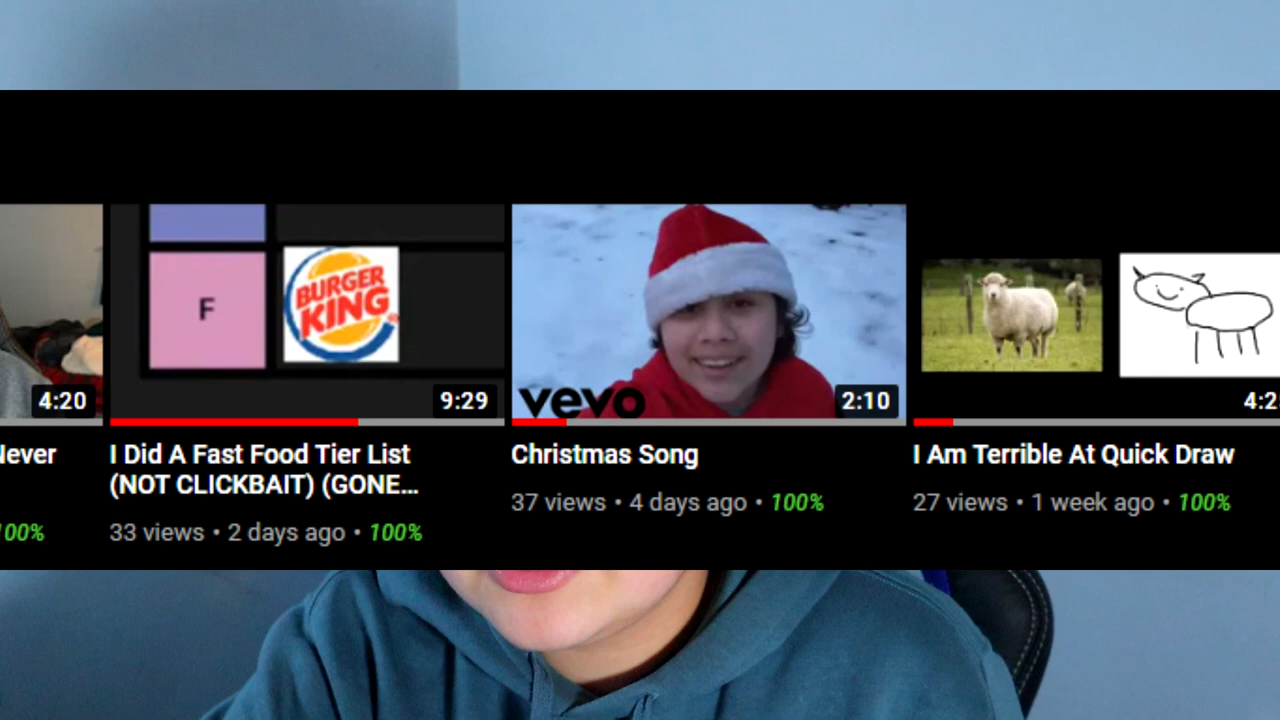 F
BURGER
KING
vevo
4:20
9:29
2:10
4:2
Never
I Did A Fast Food Tier List
(NOT CLICKBAIT) (GONE...
Christmas Song
I Am Terrible At Quick Draw
100%
33 views • 2 days ago • 100%
37 views • 4 days ago • 100%
27 views • 1 week ago • 100%